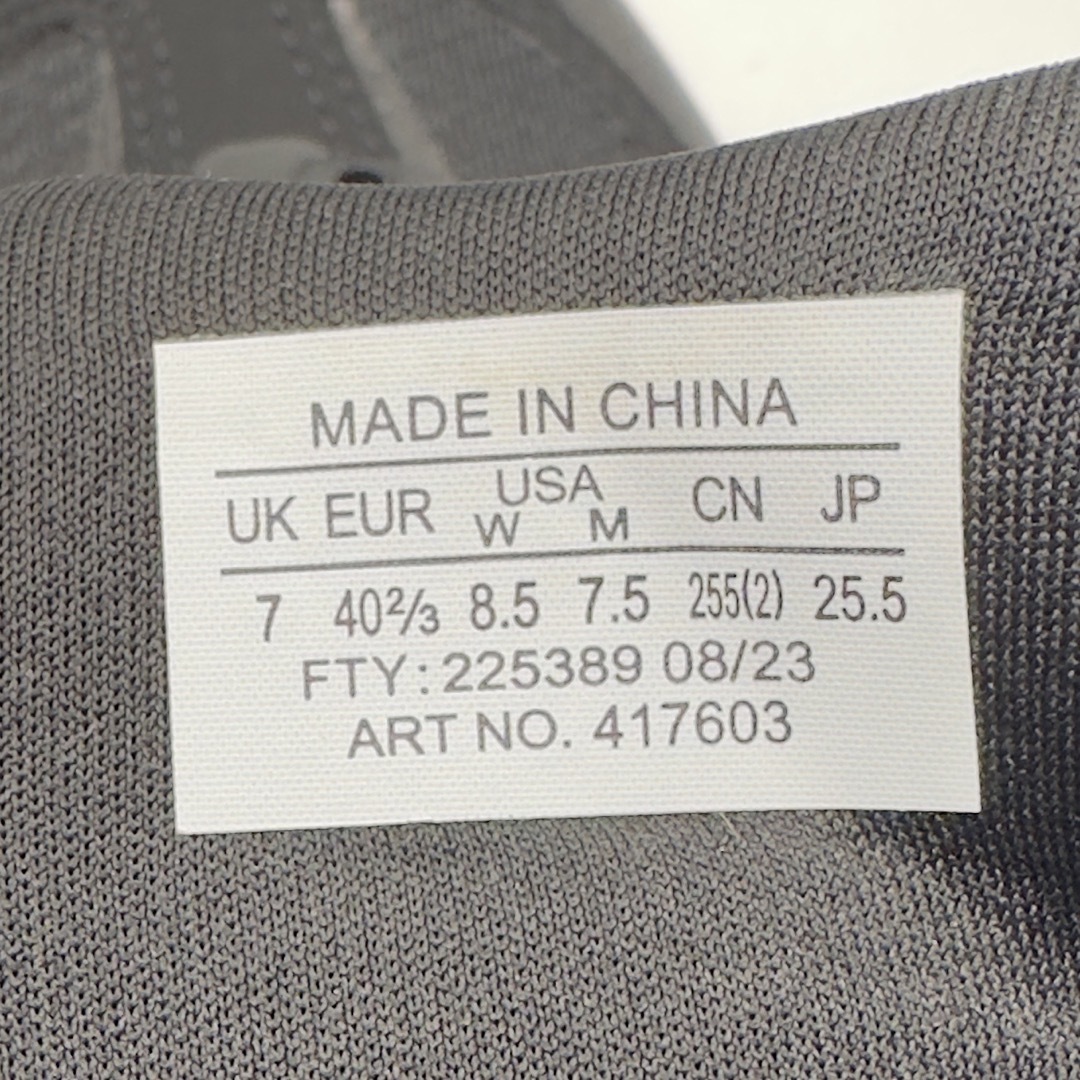 MADE IN CHINA
UK EUR USA CN JP
W M
7 40⅔ 8.5 7.5 255(2) 25.5
FTY: 225389 08/23
ART NO. 417603